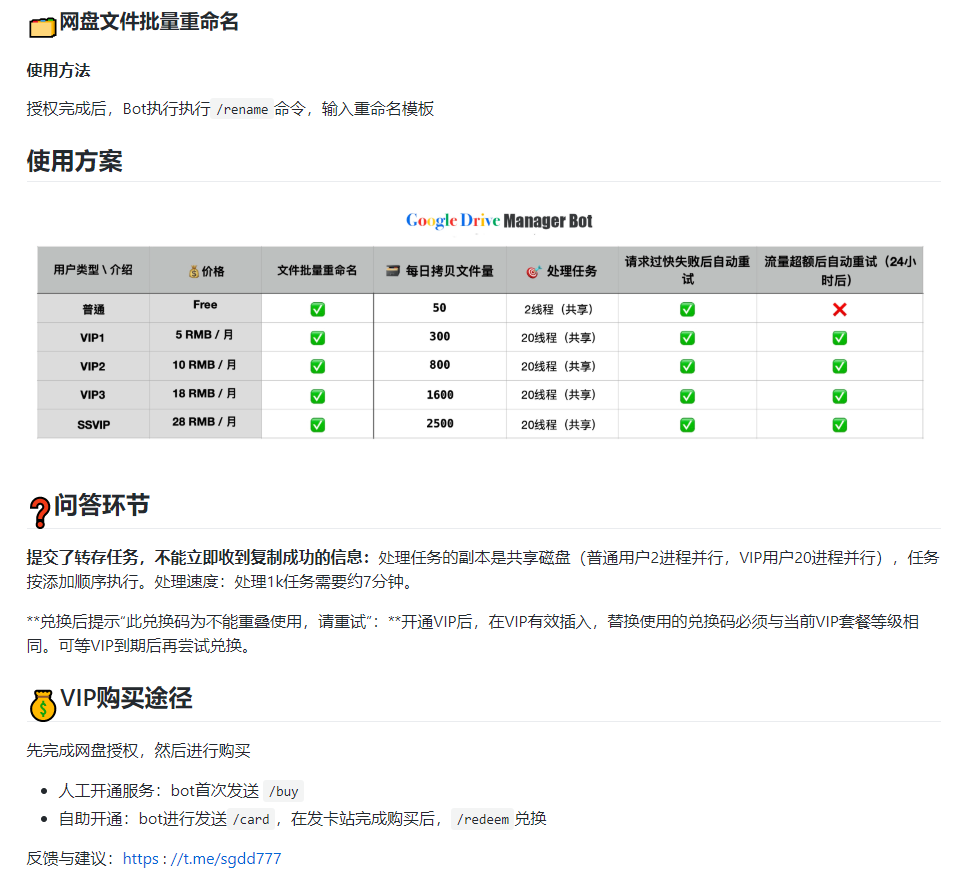 🗂️网盘文件批量重命名
使用方法
授权完成后，Bot执行执行 /rename 命令，输入重命名模板
使用方案
Google Drive Manager Bot
用户类型 \ 介绍 💰价格 文件批量重命名 🗃️ 每日拷贝文件量 🎯 处理任务 请求过快失败后自动重试 流量超额后自动重试（24小时后）
普通 Free ✅ 50 2线程（共享） ✅ ❌
VIP1 5 RMB / 月 ✅ 300 20线程（共享） ✅ ✅
VIP2 10 RMB / 月 ✅ 800 20线程（共享） ✅ ✅
VIP3 18 RMB / 月 ✅ 1600 20线程（共享） ✅ ✅
SSVIP 28 RMB / 月 ✅ 2500 20线程（共享） ✅ ✅
❓问答环节
提交了转存任务，不能立即收到复制成功的信息：处理任务的副本是共享磁盘（普通用户2进程并行，VIP用户20进程并行），任务
按添加顺序执行。处理速度：处理1k任务需要约7分钟。
**兑换后提示“此兑换码为不能重叠使用，请重试”：**开通VIP后，在VIP有效插入，替换使用的兑换码必须与当前VIP套餐等级相
同。可等VIP到期后再尝试兑换。
💰VIP购买途径
先完成网盘授权，然后进行购买
• 人工开通服务：bot首次发送 /buy
• 自助开通：bot进行发送 /card ，在发卡站完成购买后， /redeem 兑换
反馈与建议：https : //t.me/sgdd777